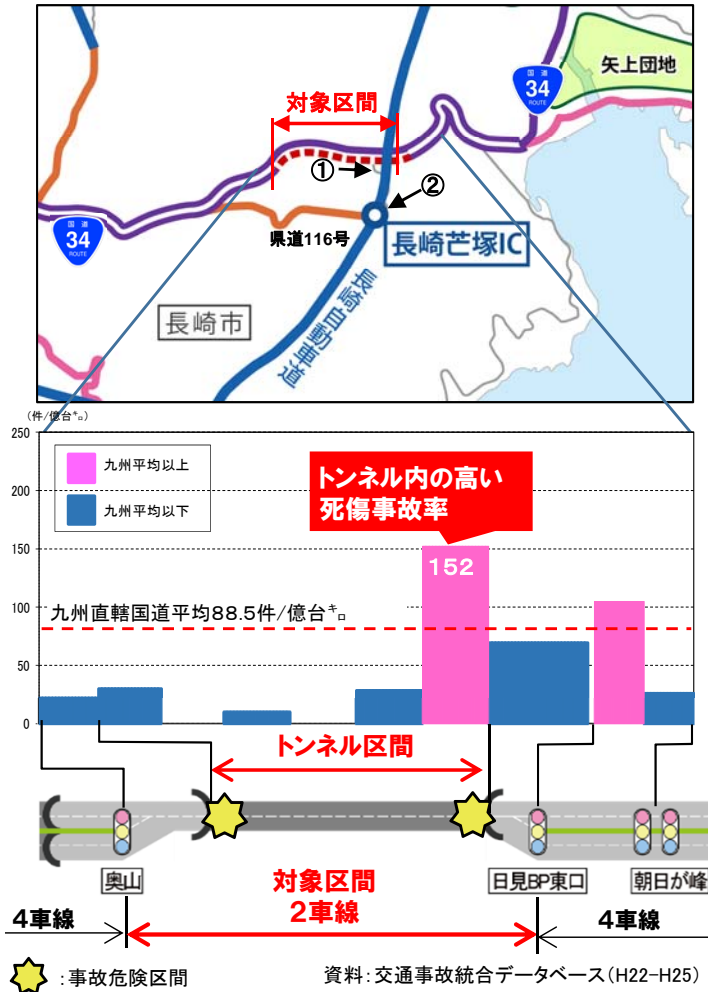 矢上団地
国道
34
ROUTE
対象区間
①
②
国道
34
ROUTE
県道116号
長崎芒塚IC
長崎市
長崎自動車道
(件/億台㌔)
250
200
150
100
50
0
九州平均以上
九州平均以下
トンネル内の高い
死傷事故率
152
九州直轄国道平均88.5件/億台㌔
トンネル区間
奥山
対象区間
2車線
日見BP東口
朝日が峰
4車線
4車線
:事故危険区間
資料:交通事故統合データベース(H22-H25)